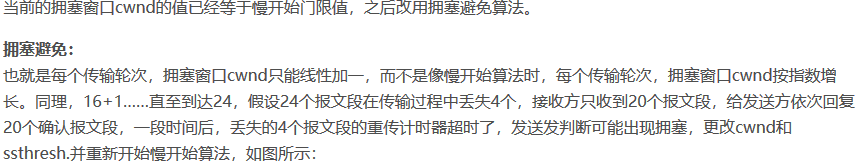 当前的拥塞窗口cwnd的值已经等于慢开始门限值，之后改用拥塞避免算法。
拥塞避免：
也就是每个传输轮次，拥塞窗口cwnd只能线性加一，而不是像慢开始算法时，每个传输轮次，拥塞窗口cwnd按指数增
长。同理，16+1……直至到达24，假设24个报文段在传输过程中丢失4个，接收方只收到20个报文段，给发送方依次回复
20个确认报文段，一段时间后，丢失的4个报文段的重传计时器超时了，发送发判断可能出现拥塞，更改cwnd和
ssthresh.并重新开始慢开始算法，如图所示：